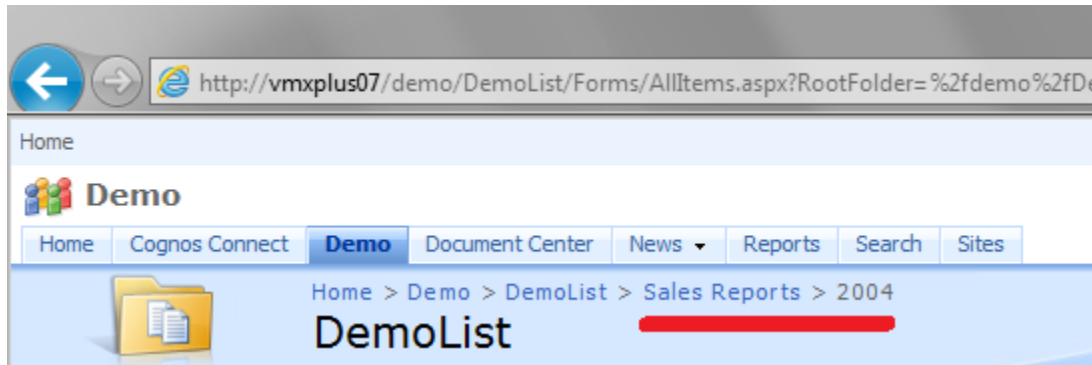 http://vmxplus07/demo/DemoList/Forms/AllItems.aspx?RootFolder=%2fdemo%2fDe
Home
Demo
Home Cognos Connect Demo Document Center News Reports Search Sites
Home > Demo > DemoList > Sales Reports > 2004
DemoList